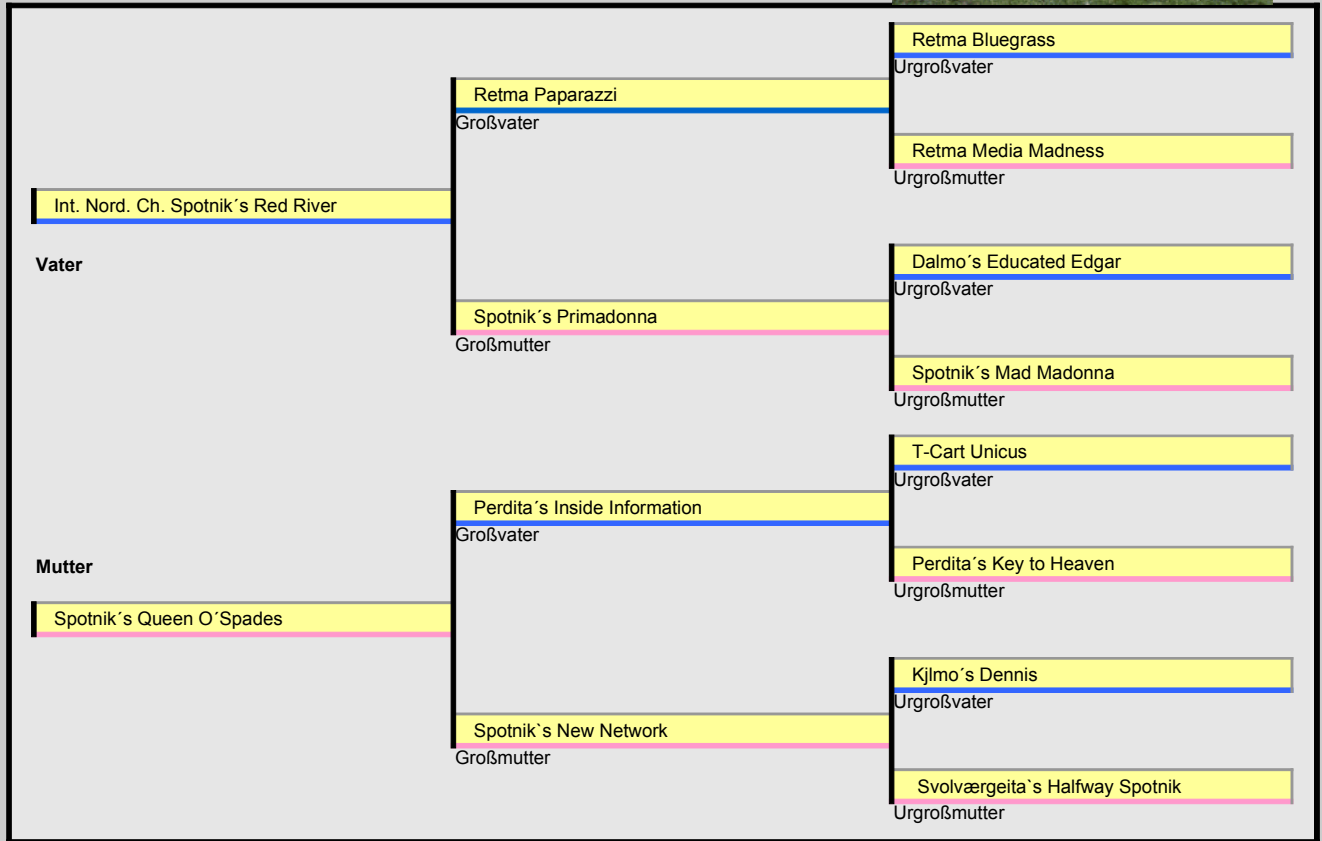 Retma Bluegrass
Urgroßvater
Retma Paparazzi
Großvater
Retma Media Madness
Urgroßmutter
Int. Nord. Ch. Spotnik´s Red River
Vater
Dalmo´s Educated Edgar
Urgroßvater
Spotnik´s Primadonna
Großmutter
Spotnik´s Mad Madonna
Urgroßmutter
T-Cart Unicus
Urgroßvater
Perdita´s Inside Information
Großvater
Mutter
Perdita´s Key to Heaven
Urgroßmutter
Spotnik´s Queen O´Spades
Kjlmo´s Dennis
Urgroßvater
Spotnik`s New Network
Großmutter
Svolværgeita`s Halfway Spotnik
Urgroßmutter